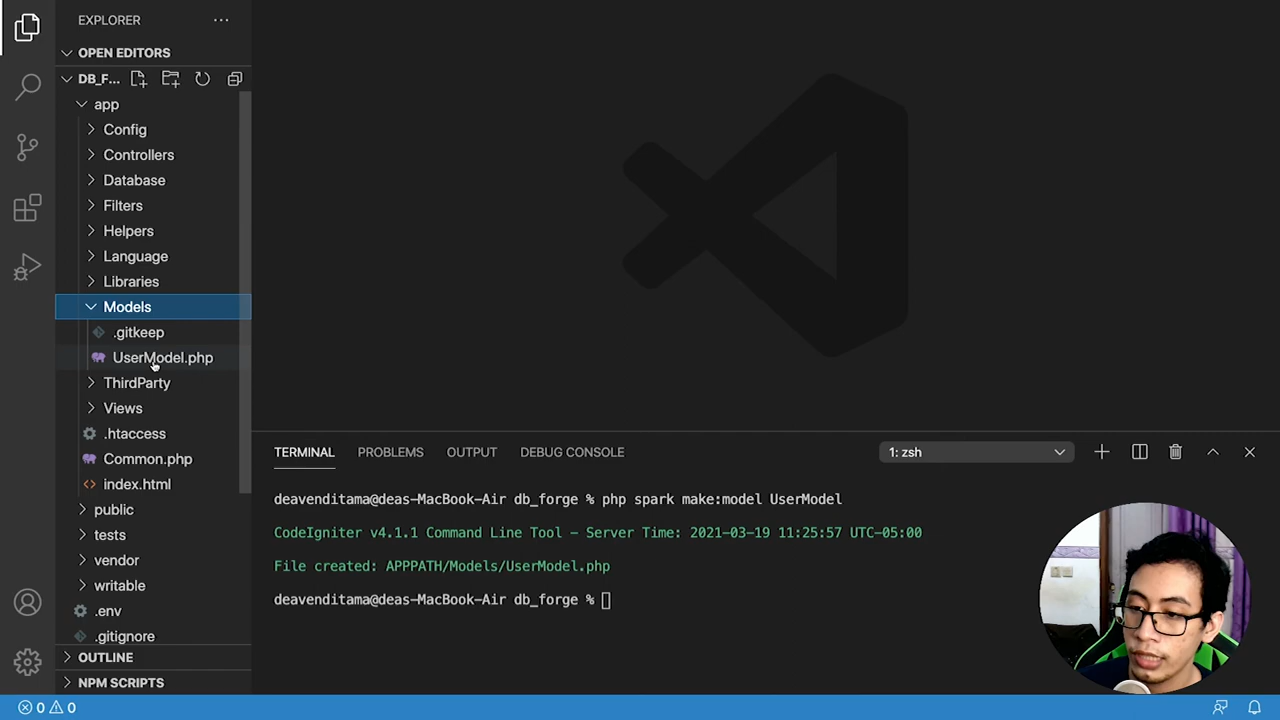 EXPLORER
OPEN EDITORS
DB_F...
app
Config
Controllers
Database
Filters
Helpers
Language
Libraries
Models
.gitkeep
UserModel.php
ThirdParty
Views
.htaccess
Common.php
index.html
public
tests
vendor
writable
.env
.gitignore
OUTLINE
NPM SCRIPTS
TERMINAL PROBLEMS OUTPUT DEBUG CONSOLE 1: zsh
deavenditama@deas-MacBook-Air db_forge % php spark make:model UserModel
CodeIgniter v4.1.1 Command Line Tool - Server Time: 2021-03-19 11:25:57 UTC-05:00
File created: APPPATH/Models/UserModel.php
deavenditama@deas-MacBook-Air db_forge %
0 0